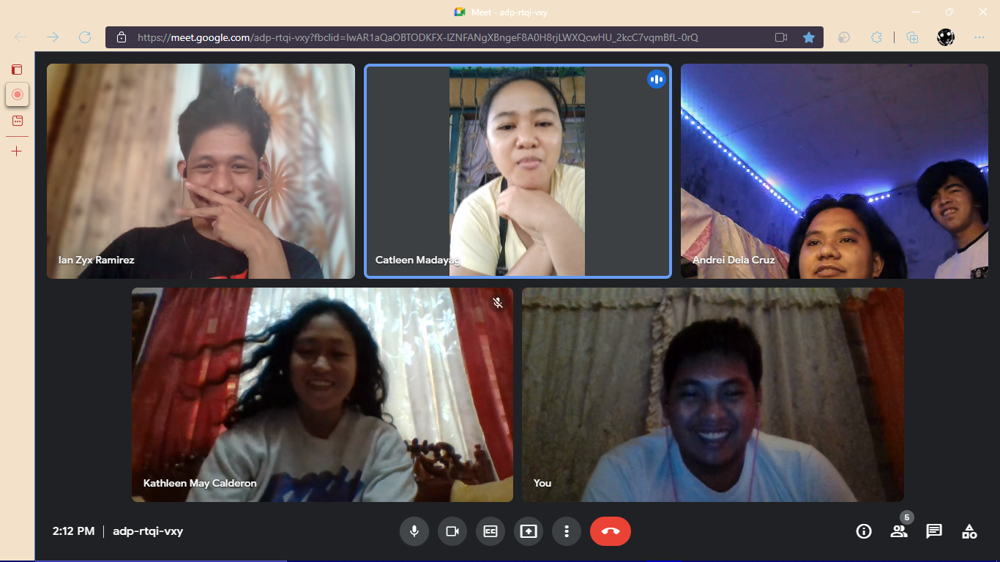 Meet - adp-rtqi-vxy
https://meet.google.com/adp-rtqi-vxy?fbclid=IwAR1aQaOBTODKFX-IZNFANgXBngeF8A0H8rjLWXQcwHU_2kcC7vqmBfL-0rQ
Ian Zyx Ramirez
Catleen Madayag
Andrei Dela Cruz
Kathleen May Calderon
You
2:12 PM | adp-rtqi-vxy
5